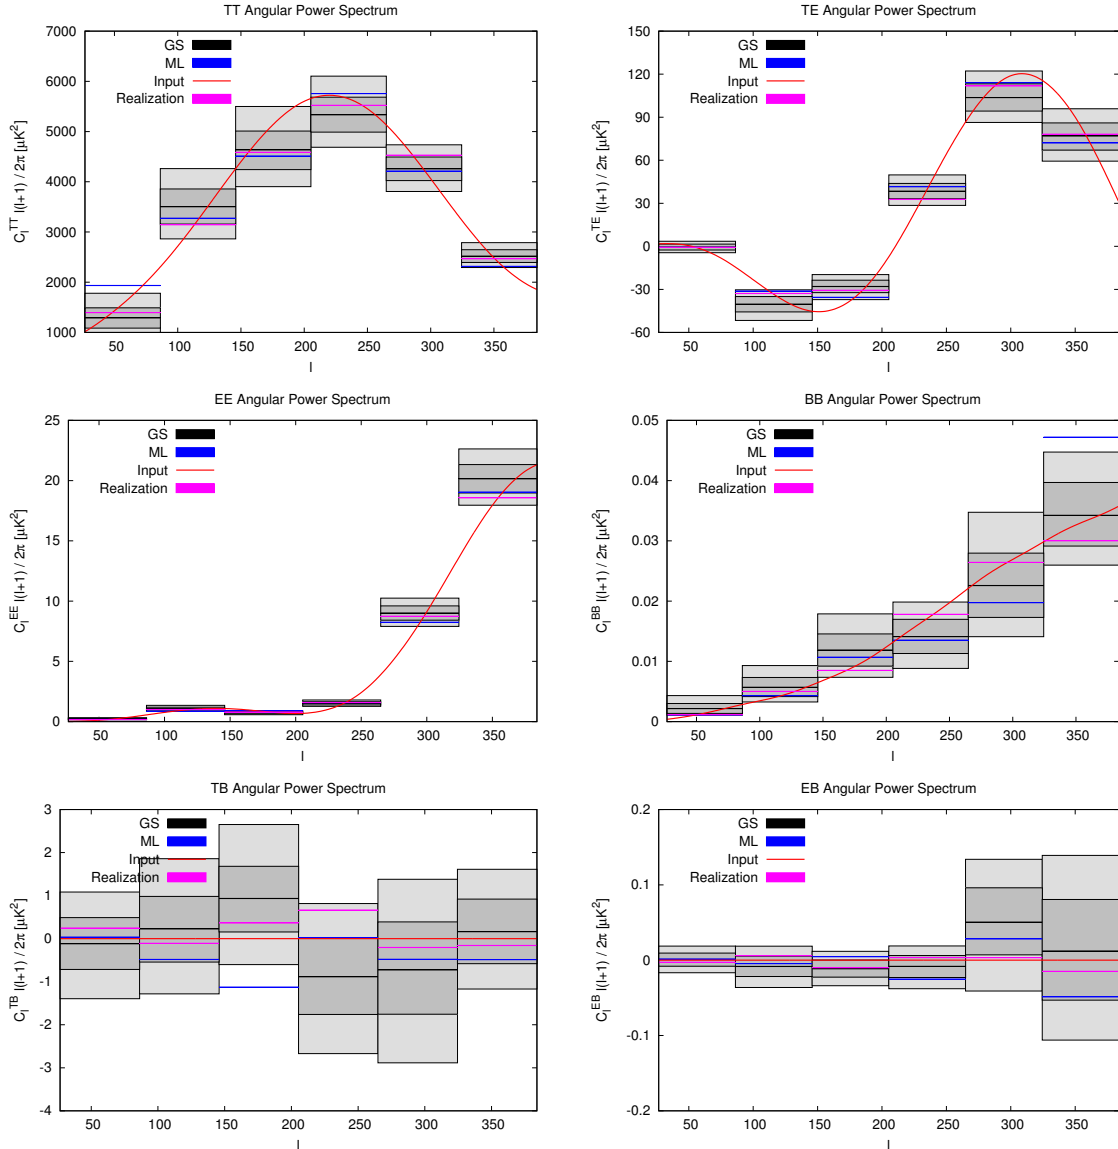 TT Angular Power Spectrum
7000
6000
5000
4000
3000
2000
1000
C_l^TT l(l+1) / 2π [μK²]
GS
ML
Input
Realization
50 100 150 200 250 300 350
l
TE Angular Power Spectrum
150
120
90
60
30
0
-30
-60
C_l^TE l(l+1) / 2π [μK²]
GS
ML
Input
Realization
50 100 150 200 250 300 350
l
EE Angular Power Spectrum
25
20
15
10
5
0
C_l^EE l(l+1) / 2π [μK²]
GS
ML
Input
Realization
50 100 150 200 250 300 350
l
BB Angular Power Spectrum
0.05
0.04
0.03
0.02
0.01
0
C_l^BB l(l+1) / 2π [μK²]
GS
ML
Input
Realization
50 100 150 200 250 300 350
l
TB Angular Power Spectrum
3
2
1
0
-1
-2
-3
-4
C_l^TB l(l+1) / 2π [μK²]
GS
ML
Input
Realization
50 100 150 200 250 300 350
l
EB Angular Power Spectrum
0.2
0.1
0
-0.1
-0.2
C_l^EB l(l+1) / 2π [μK²]
GS
ML
Input
Realization
50 100 150 200 250 300 350
l